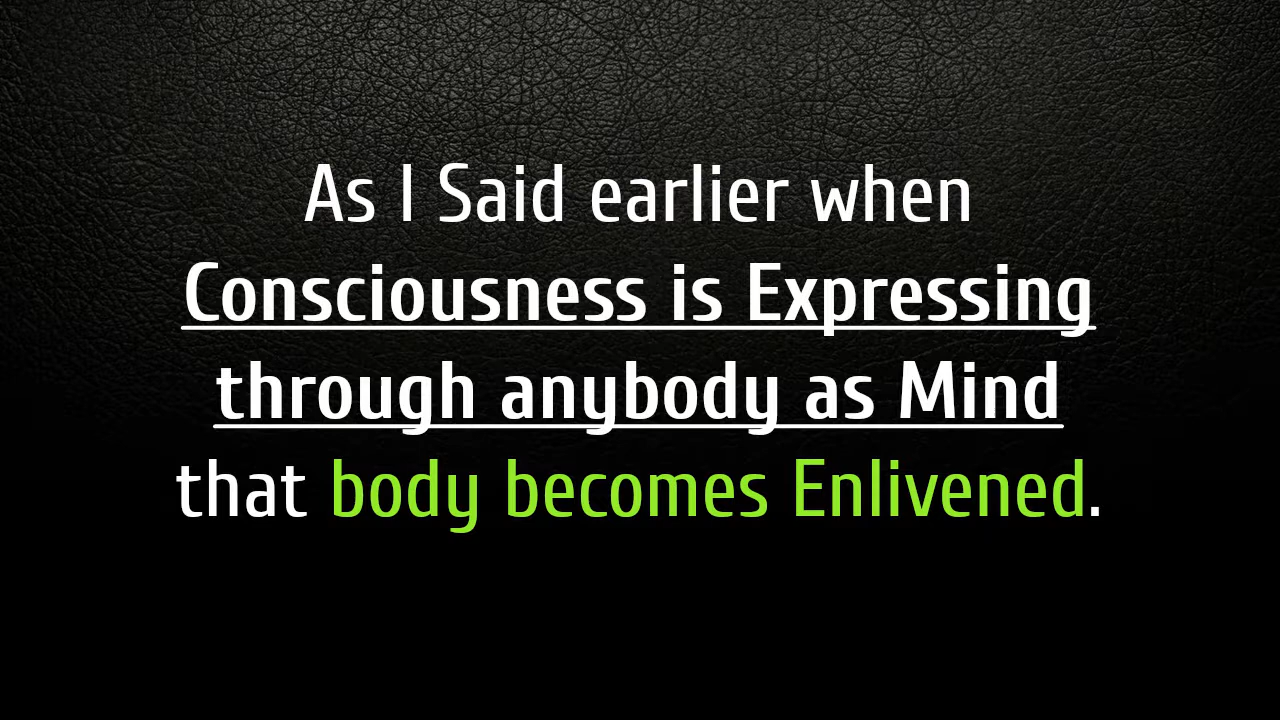 As I Said earlier when
Consciousness is Expressing
through anybody as Mind
that body becomes Enlivened.